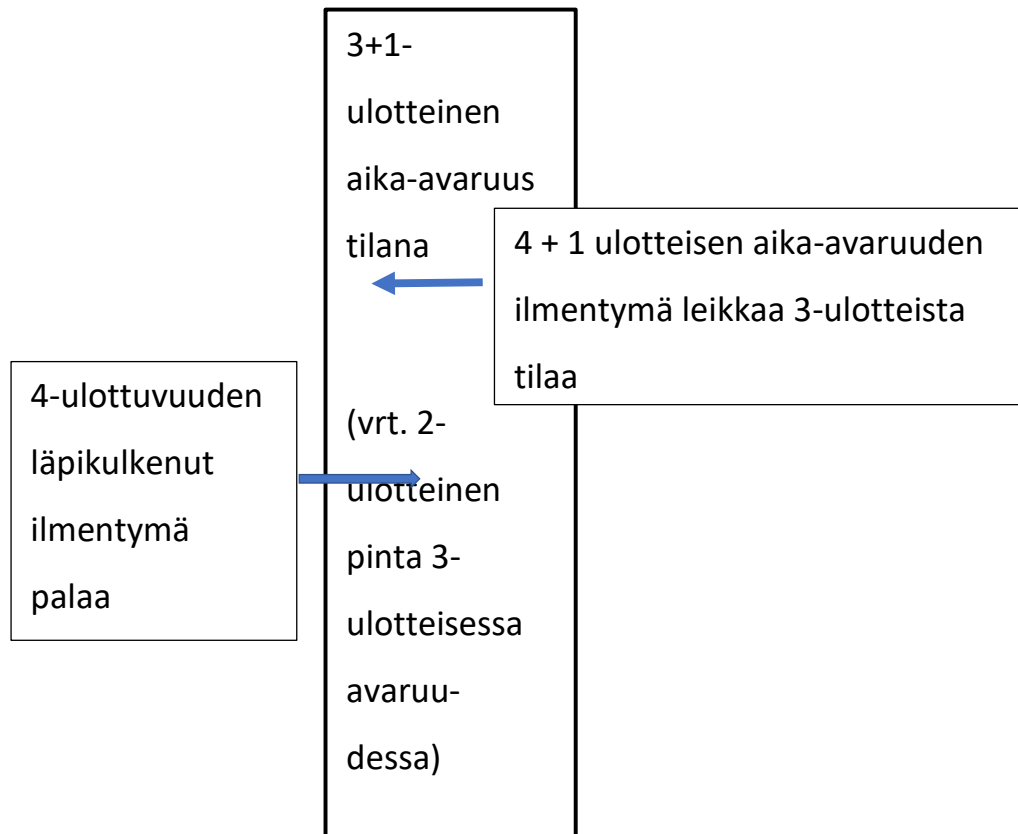 3+1-
ulotteinen
aika-avaruus
tilana
(vrt. 2-
ulotteinen
pinta 3-
ulotteisessa
avaruu-
dessa)
4 + 1 ulotteisen aika-avaruuden
ilmentymä leikkaa 3-ulotteista
tilaa
4-ulottuvuuden
läpikulkenut
ilmentymä
palaa